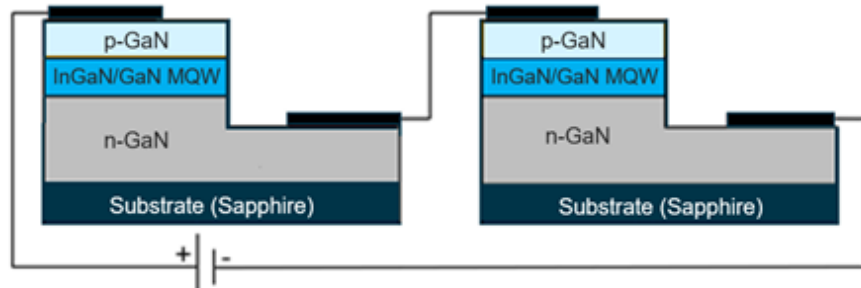 p-GaN
InGaN/GaN MQW
n-GaN
Substrate (Sapphire)
p-GaN
InGaN/GaN MQW
n-GaN
Substrate (Sapphire)
+ -